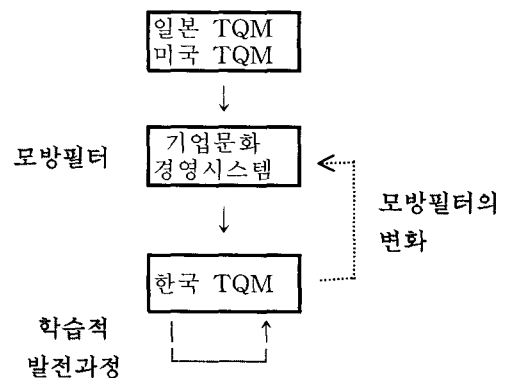 일본 TQM
미국 TQM
모방필터
기업문화
경영시스템
모방필터의
변화
한국 TQM
학습적
발전과정